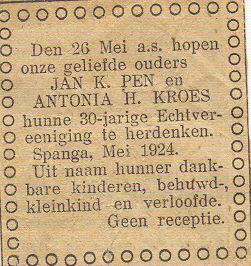 Den 26 Mei a.s. hopen
onze geliefde ouders
JAN K. PEN en
ANTONIA H. KROES
hunne 30-jarige Echtver-
eeniging te herdenken.
Spanga, Mei 1924.
Uit naam hunner dank-
bare kinderen, behuwd-,
kleinkind en verloofde.
Geen receptie.